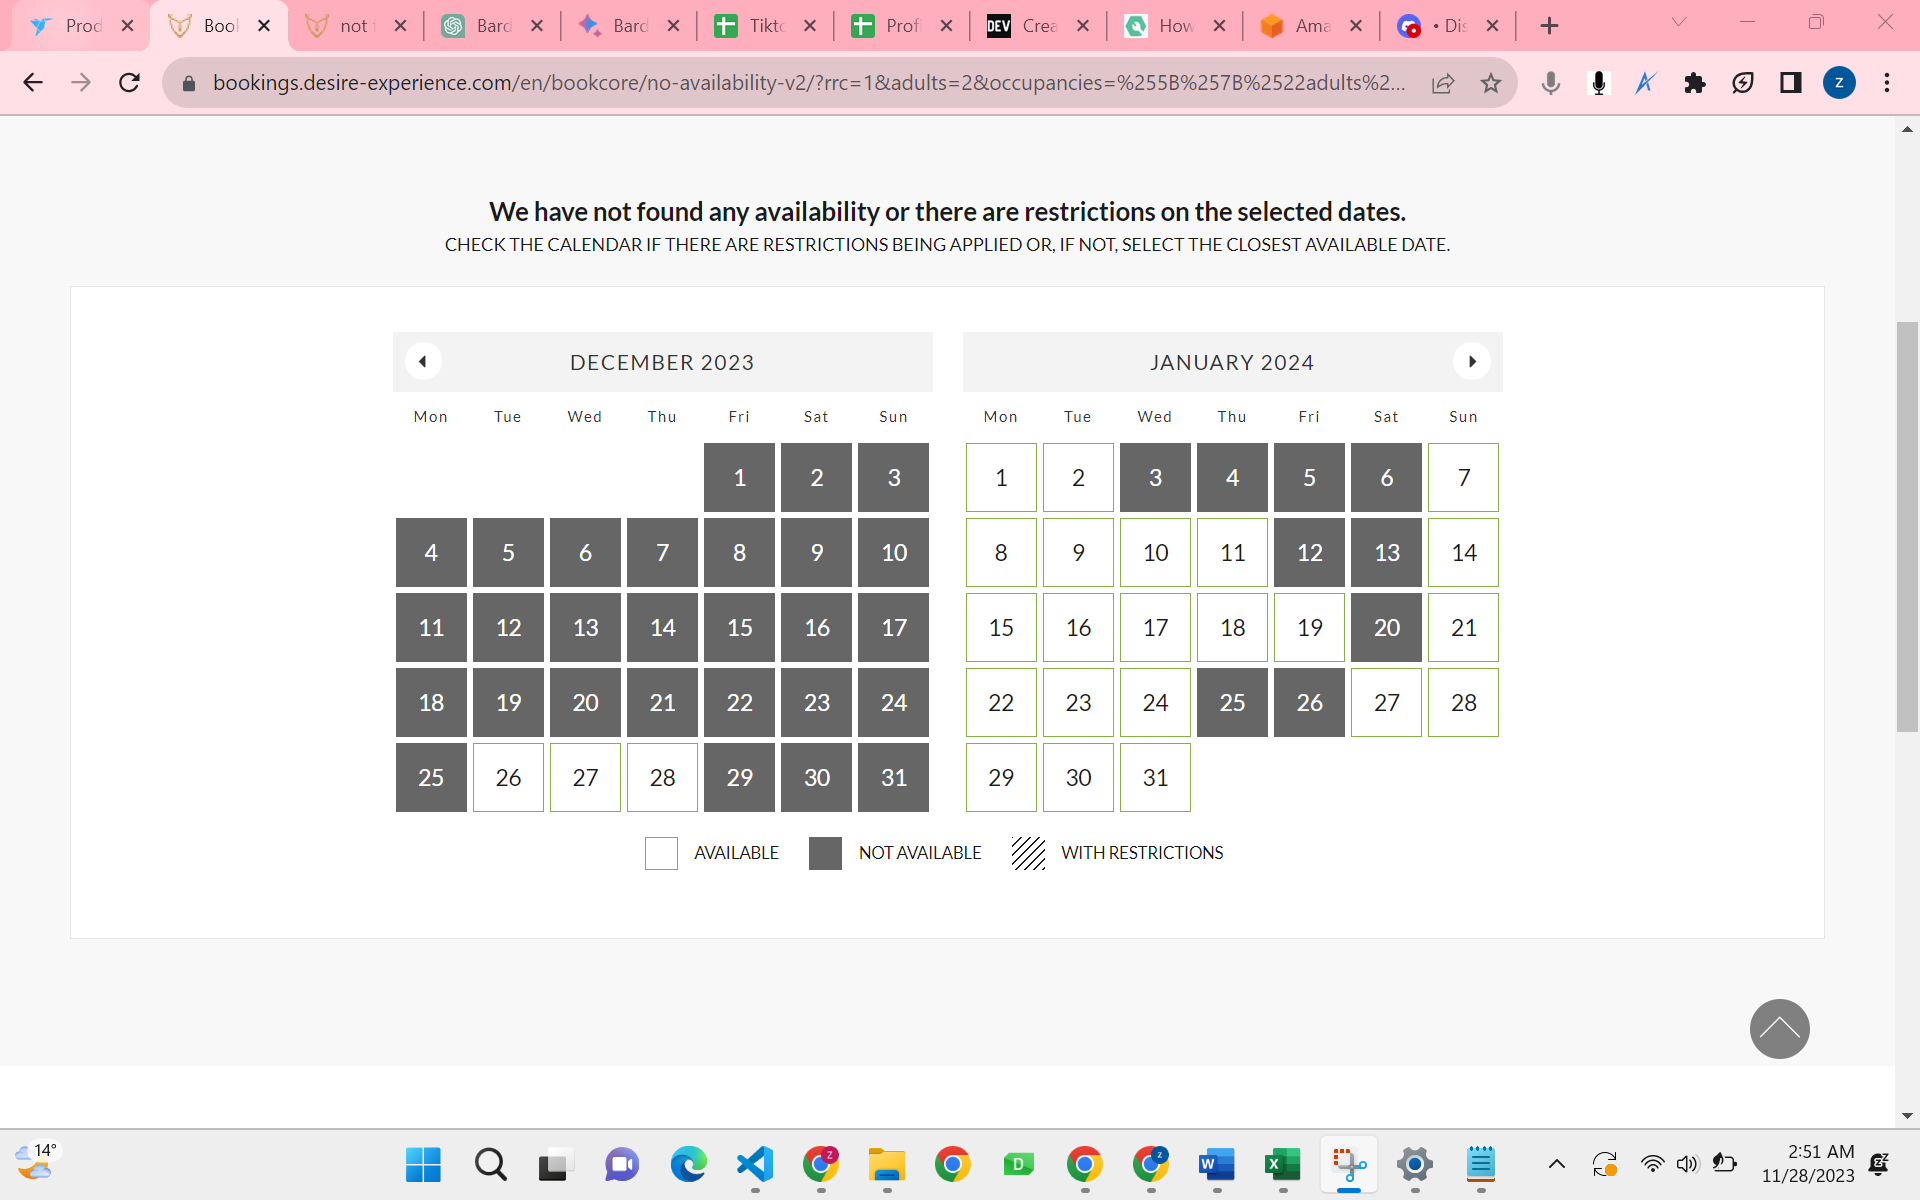 Prod
Book
not f
Bard
Bard
Tikto
Profi
DEV Crea
How
Ama
• Dis
bookings.desire-experience.com/en/bookcore/no-availability-v2/?rrc=1&adults=2&occupancies=%255B%257B%2522adults%2...
z
We have not found any availability or there are restrictions on the selected dates.
CHECK THE CALENDAR IF THERE ARE RESTRICTIONS BEING APPLIED OR, IF NOT, SELECT THE CLOSEST AVAILABLE DATE.
DECEMBER 2023
Mon Tue Wed Thu Fri Sat Sun
1 2 3
4 5 6 7 8 9 10
11 12 13 14 15 16 17
18 19 20 21 22 23 24
25 26 27 28 29 30 31
JANUARY 2024
Mon Tue Wed Thu Fri Sat Sun
1 2 3 4 5 6 7
8 9 10 11 12 13 14
15 16 17 18 19 20 21
22 23 24 25 26 27 28
29 30 31
AVAILABLE NOT AVAILABLE WITH RESTRICTIONS
14°
z
D
z
W
X
2:51 AM
11/28/2023